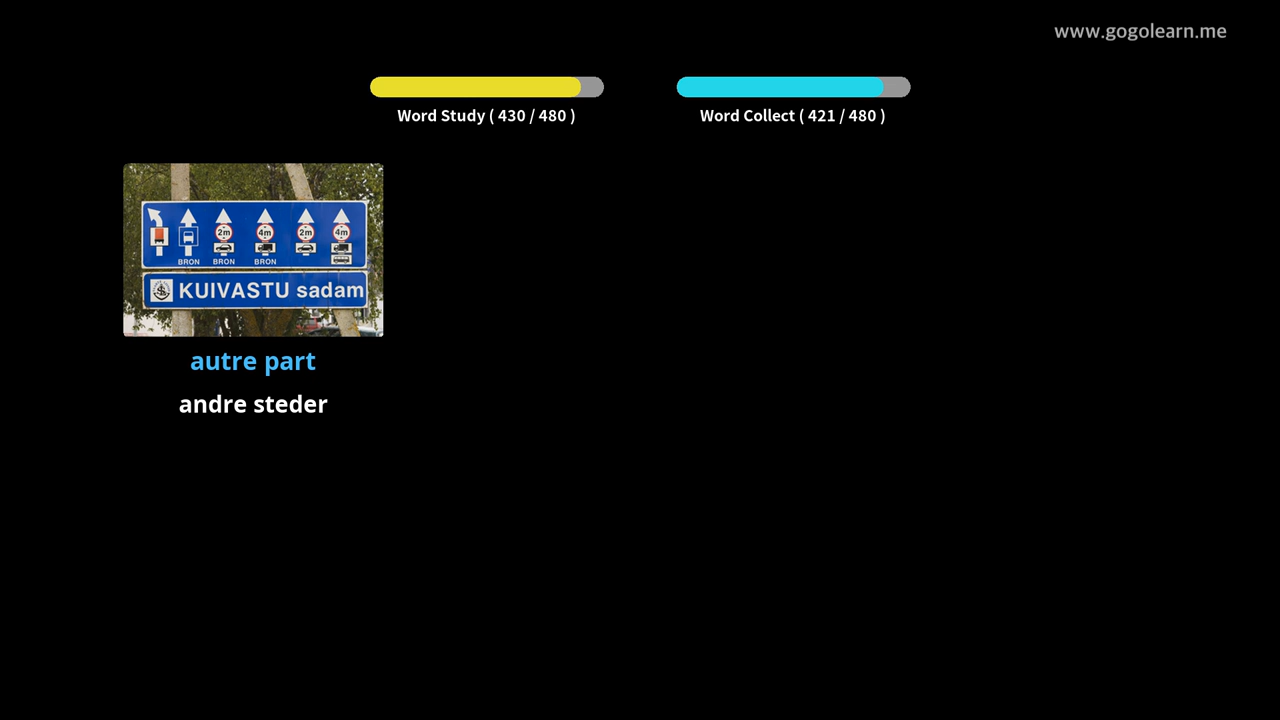 www.gogolearn.me
Word Study ( 430 / 480 )
Word Collect ( 421 / 480 )
2m 4m 2m 4m
BRON BRON BRON
KUIVASTU sadam
autre part
andre steder